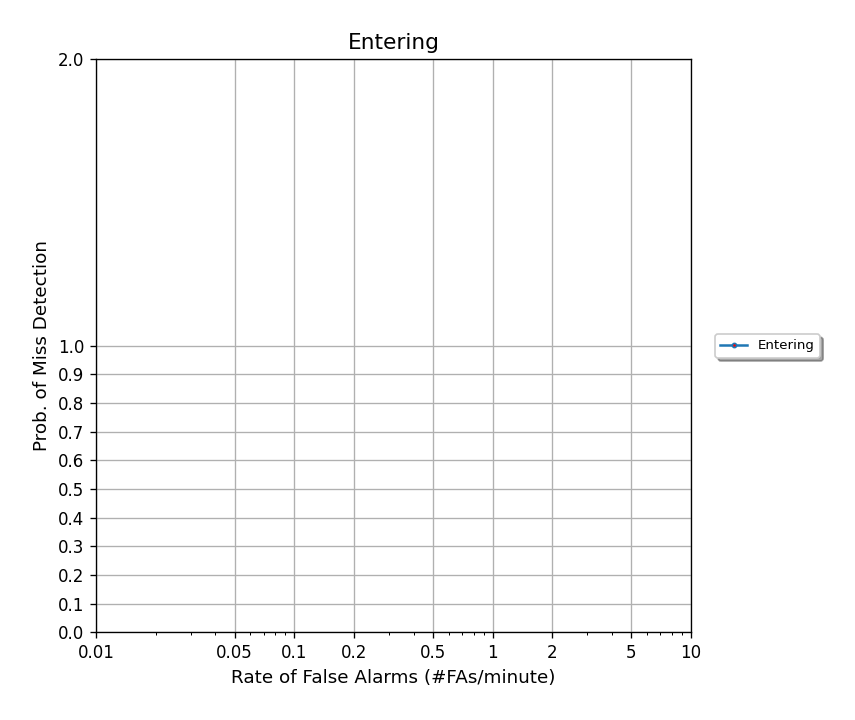 Entering
2.0
1.0
0.9
0.8
0.7
0.6
0.5
0.4
0.3
0.2
0.1
0.0
Prob. of Miss Detection
0.01 0.05 0.1 0.2 0.5 1 2 5 10
Rate of False Alarms (#FAs/minute)
Entering